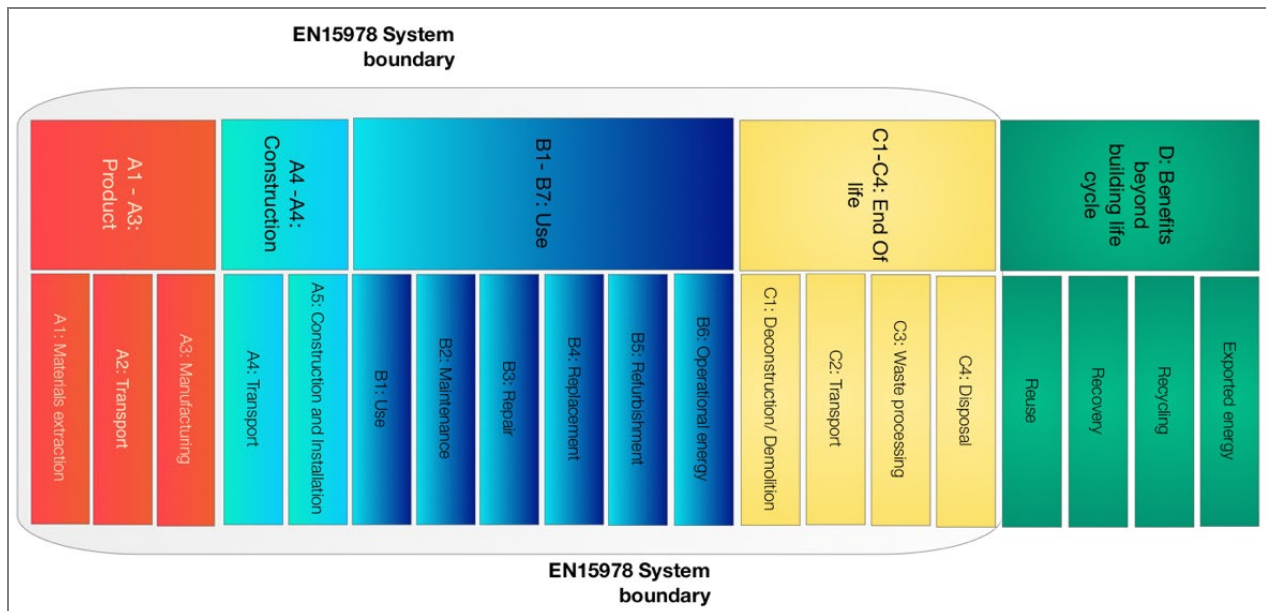 EN15978 System
boundary
A1 - A3:
Product
A4 -A4:
Construction
B1- B7: Use
C1-C4: End Of
life
D: Benefits
beyond
building life
cycle
A1: Materials extraction
A2: Transport
A3: Manufacturing
A4: Transport
A5: Construction and Installation
B1: Use
B2: Maintenance
B3: Repair
B4: Replacement
B5: Refurbishment
B6: Operational energy
C1: Deconstruction/ Demolition
C2: Transport
C3: Waste processing
C4: Disposal
Reuse
Recovery
Recycling
Exported energy
EN15978 System
boundary